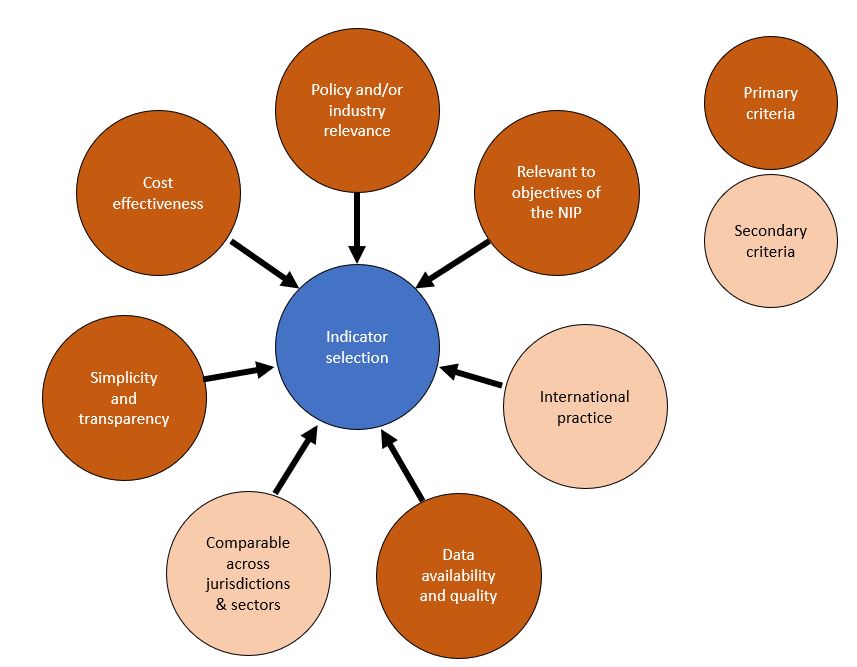 Policy and/or
industry
relevance
Primary
criteria
Cost
effectiveness
Relevant to
objectives of
the NIP
Secondary
criteria
Indicator
selection
Simplicity
and
transparency
International
practice
Comparable
across
jurisdictions
& sectors
Data
availability
and quality